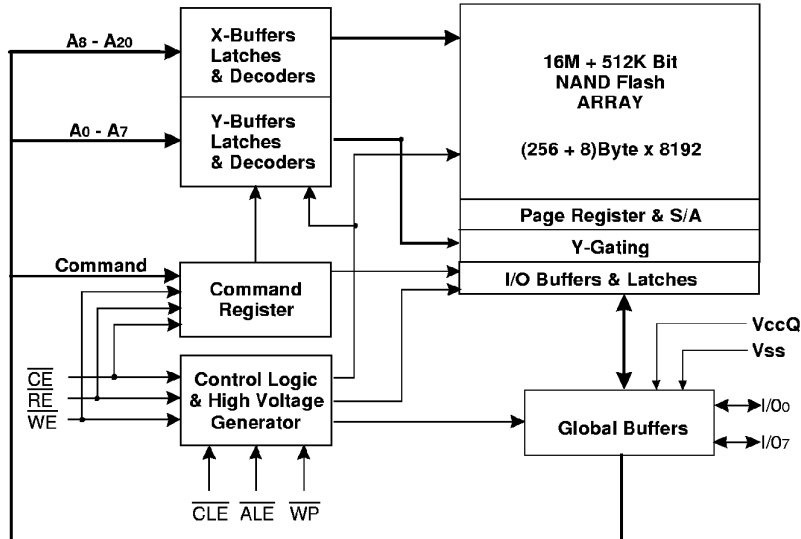 A8 - A20
X-Buffers
Latches
& Decoders
A0 - A7
Y-Buffers
Latches
& Decoders
16M + 512K Bit
NAND Flash
ARRAY
(256 + 8)Byte x 8192
Page Register & S/A
Y-Gating
I/O Buffers & Latches
Command
Command
Register
CE
RE
WE
Control Logic
& High Voltage
Generator
CLE ALE WP
VccQ
Vss
Global Buffers
I/O0
I/O7